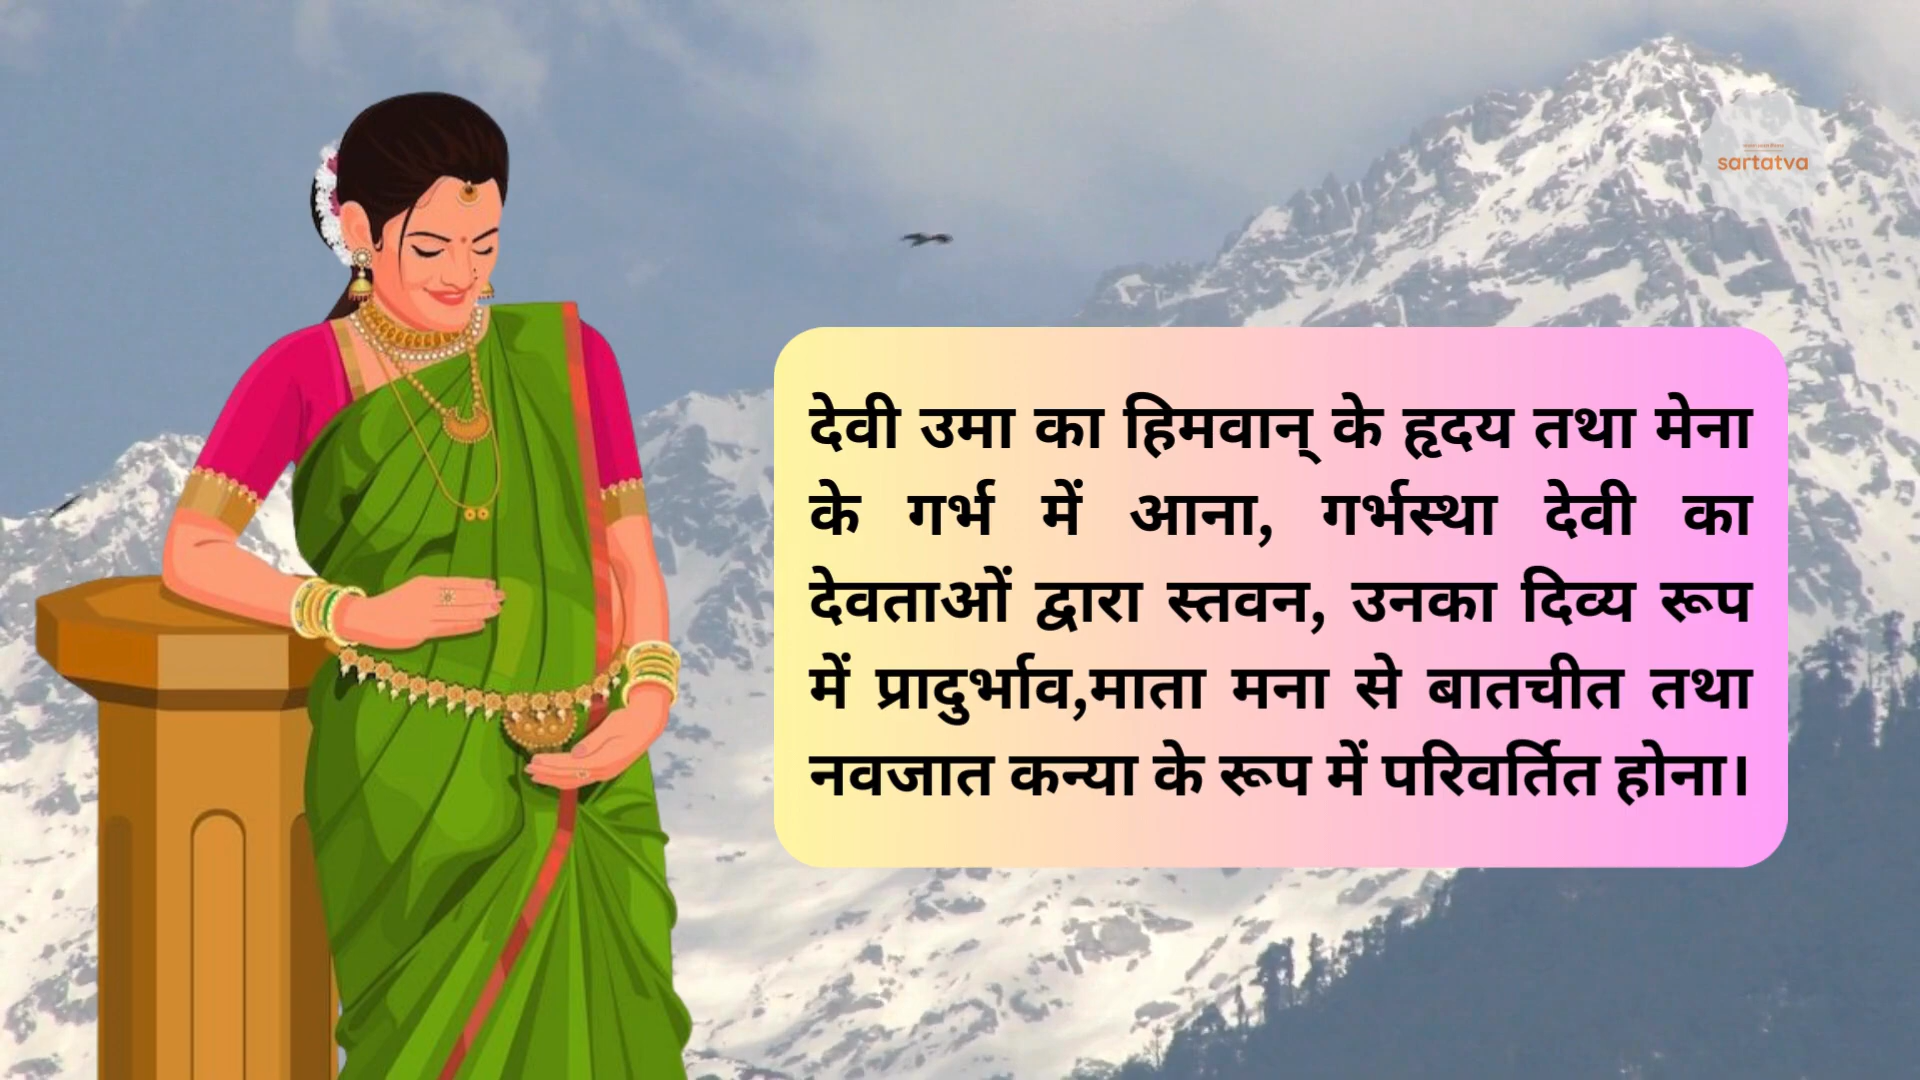 sartatva
देवी उमा का हिमवान् के हृदय तथा मेना
के गर्भ में आना, गर्भस्था देवी का
देवताओं द्वारा स्तवन, उनका दिव्य रूप
में प्रादुर्भाव,माता मना से बातचीत तथा
नवजात कन्या के रूप में परिवर्तित होना।